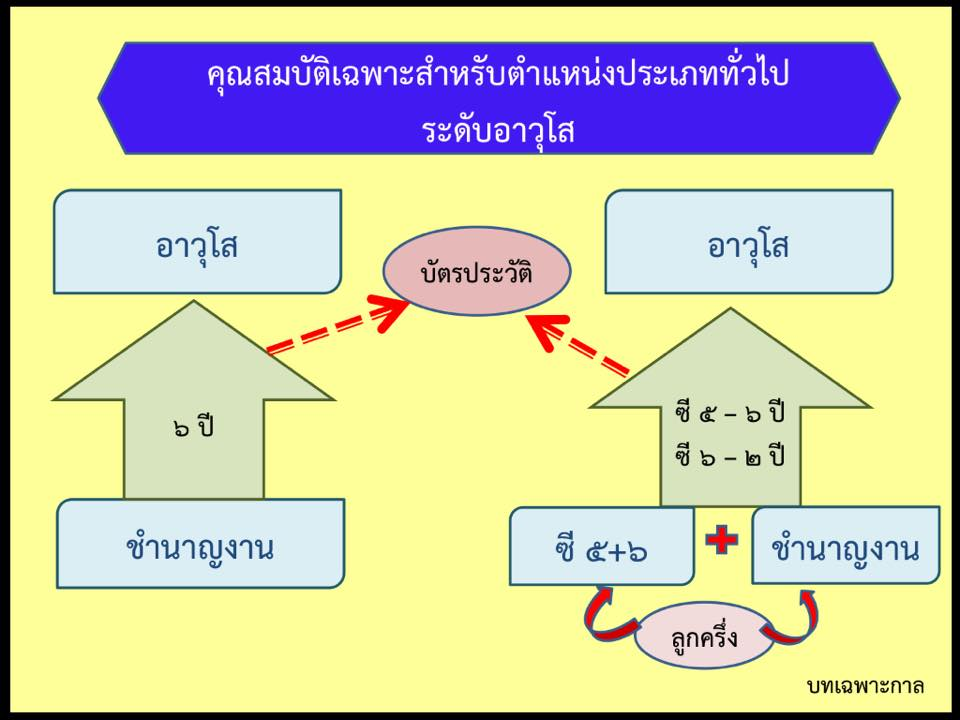 คุณสมบัติเฉพาะสำหรับตำแหน่งประเภททั่วไป
ระดับอาวุโส
อาวุโส
บัตรประวัติ
อาวุโส
๖ ปี
ซี ๕ – ๖ ปี
ซี ๖ – ๒ ปี
ชำนาญงาน
ซี ๕+๖
ชำนาญงาน
ลูกครึ่ง
บทเฉพาะกาล